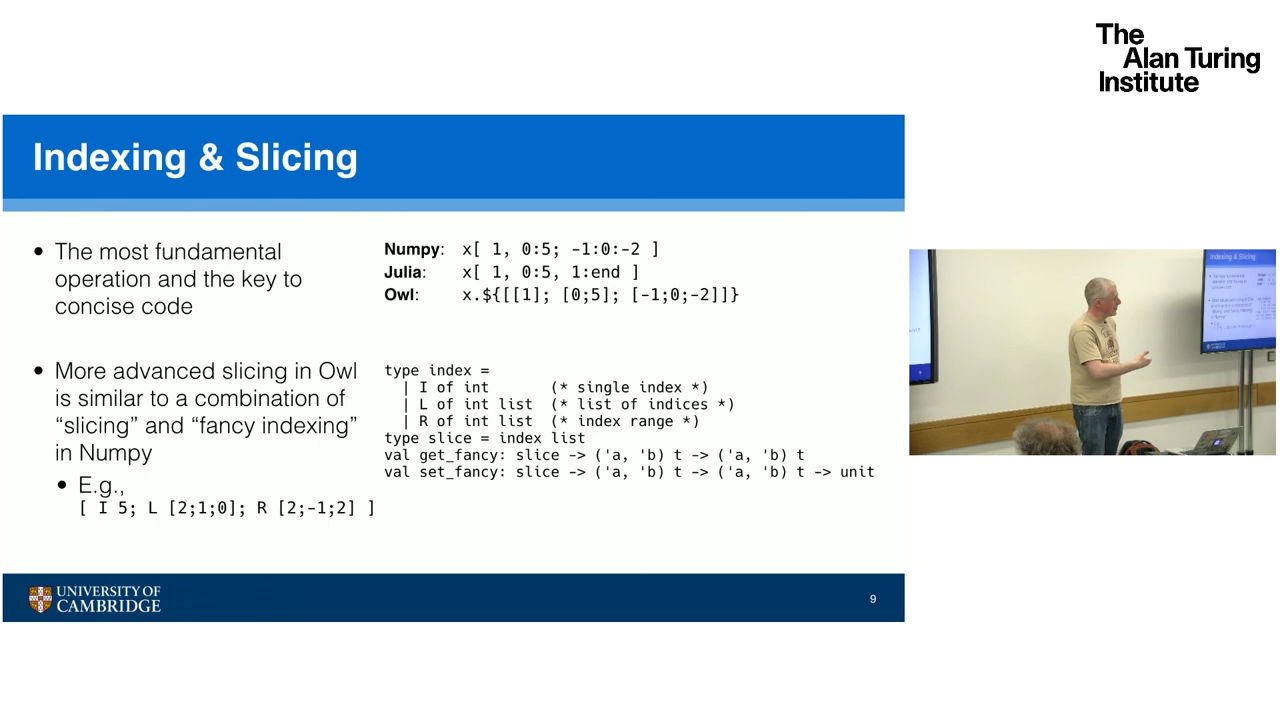 The
Alan Turing
Institute
Indexing & Slicing
• The most fundamental
operation and the key to
concise code
Numpy: x[ 1, 0:5; -1:0:-2 ]
Julia: x[ 1, 0:5, 1:end ]
Owl: x.${[[1]; [0;5]; [-1;0;-2]]}
• More advanced slicing in Owl
is similar to a combination of
“slicing” and “fancy indexing”
in Numpy
• E.g.,
[ I 5; L [2;1;0]; R [2;-1;2] ]
type index =
| I of int (* single index *)
| L of int list (* list of indices *)
| R of int list (* index range *)
type slice = index list
val get_fancy: slice -> ('a, 'b) t -> ('a, 'b) t
val set_fancy: slice -> ('a, 'b) t -> ('a, 'b) t -> unit
UNIVERSITY OF
CAMBRIDGE
9
Indexing & Slicing